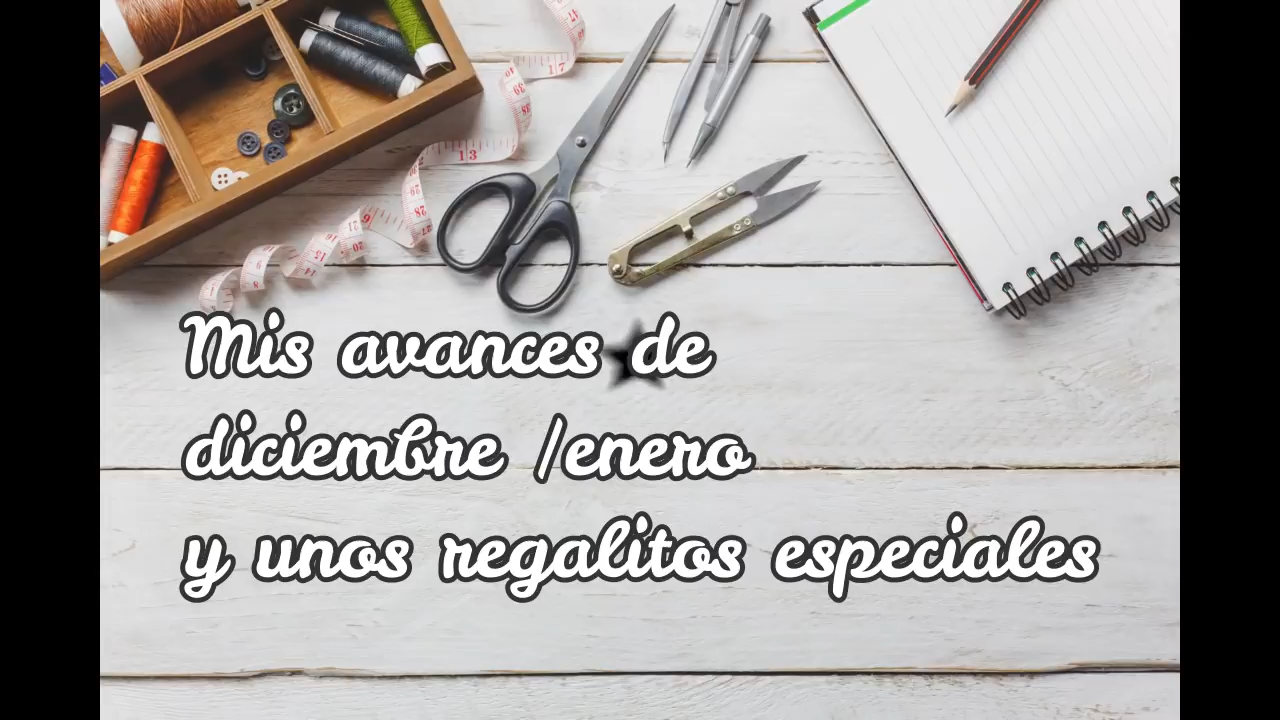 Mis avances de
diciembre /enero
y unos regalitos especiales